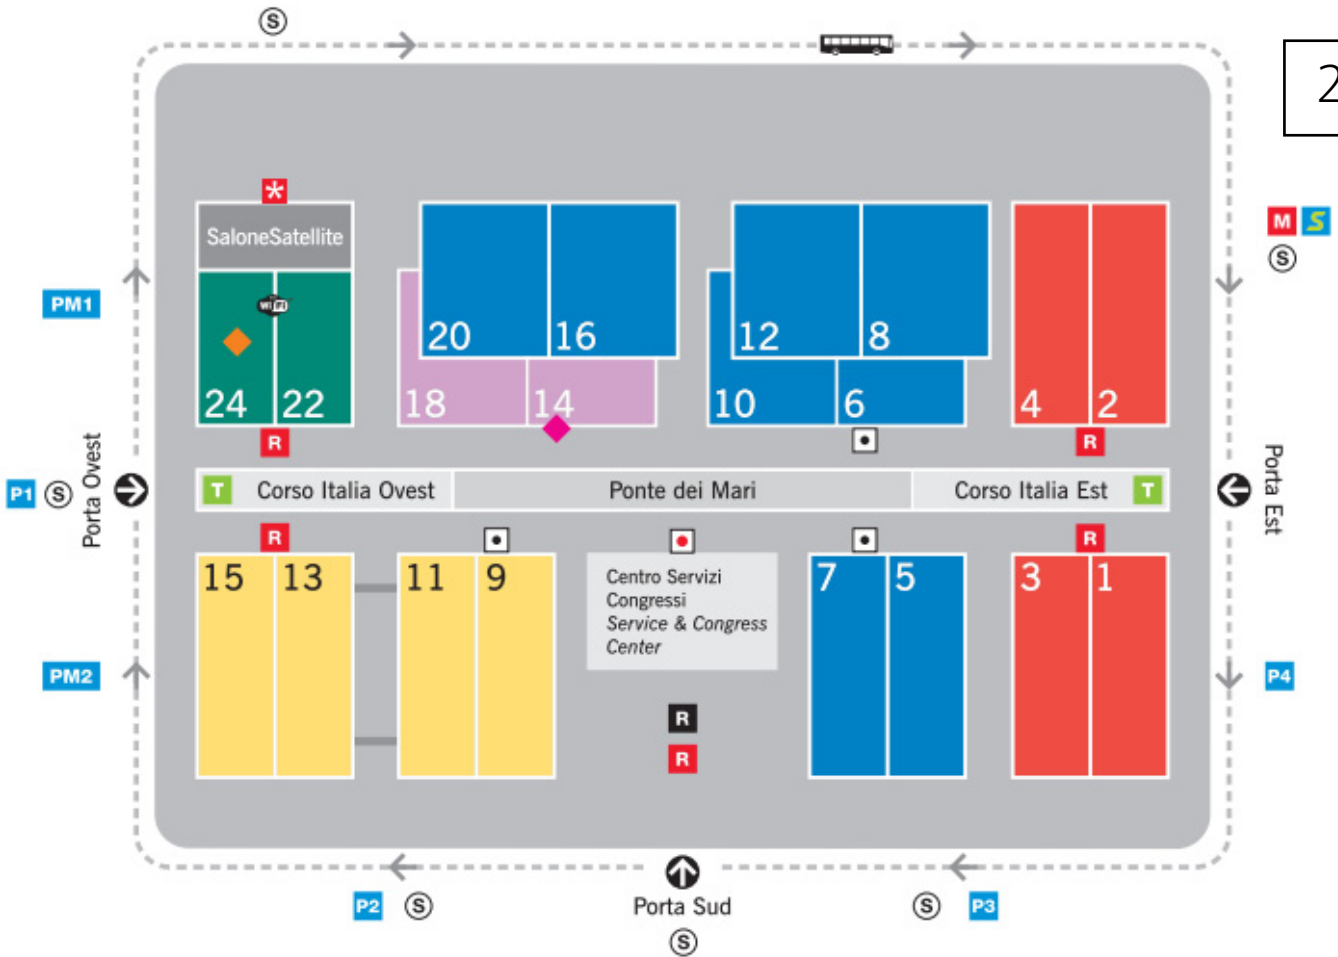 S
2
M S
S
SaloneSatellite
PM1
WiFi
20 16
12 8
24 22
18 14
10 6
4 2
R
R
Porta Ovest
P1 S
T Corso Italia Ovest
Ponte dei Mari
Corso Italia Est T
Porta Est
R
R
15 13
11 9
Centro Servizi
Congressi
Service & Congress
Center
7 5
3 1
PM2
P4
R
R
P2 S
Porta Sud
S
S P3